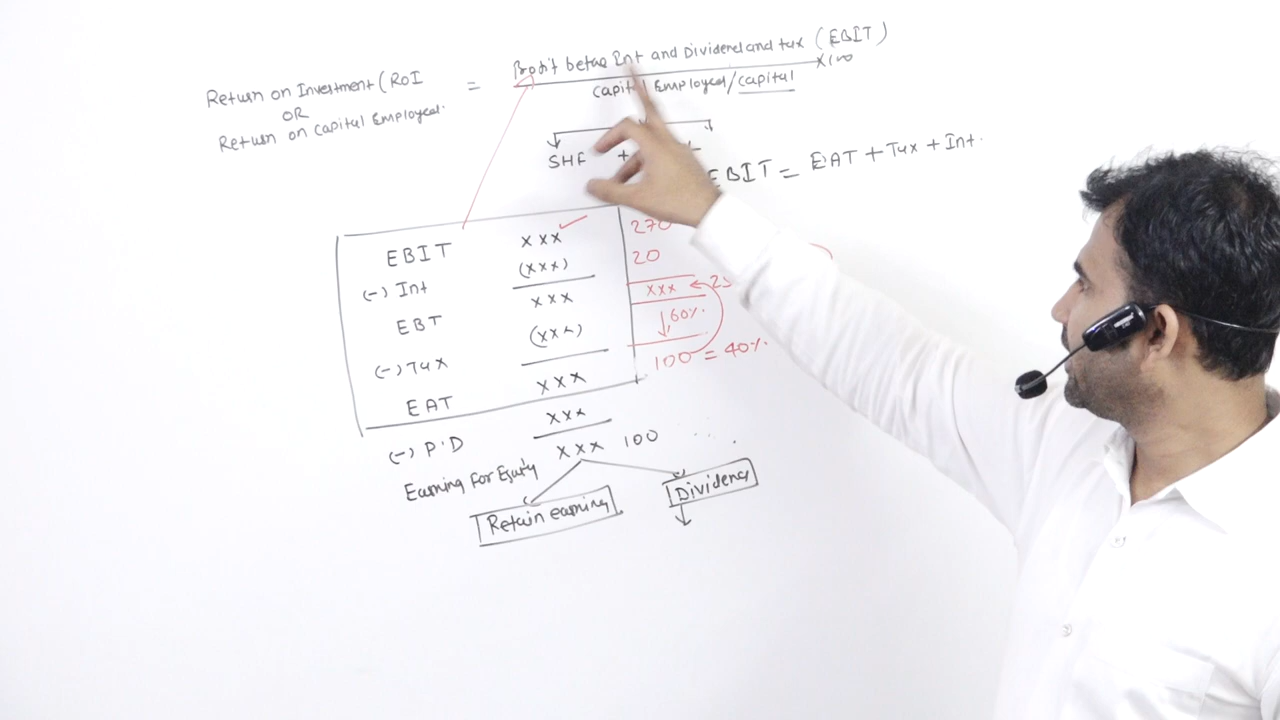 Return on Investment (RoI
OR
Return on capital Employed.
=
Profit before Int and Dividend and tax (EBIT)
x100
Capital Employed / capital
SHF +
EBIT = EAT + Tax + Int.
EBIT xxx 270
(-) Int (xxx) 20
EBT xxx xxx
(-) Tax (xxx) 60%
EAT xxx 100 = 40%
(-) P.D xxx
Earning For Equity xxx 100
Retain earning Dividend